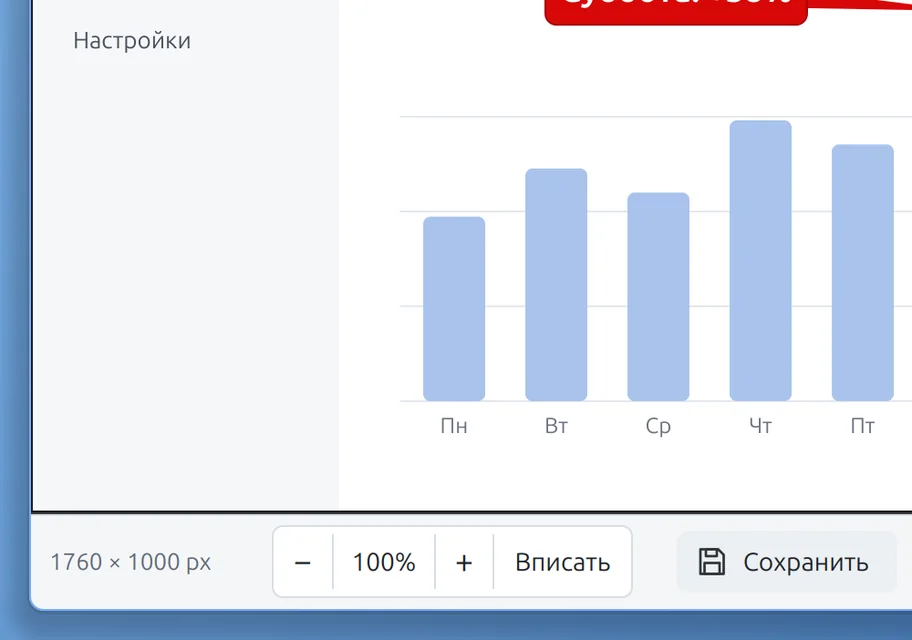 Настройки
Пн Вт Ср Чт Пт
1760 × 1000 px
− 100% + Вписать
Сохранить